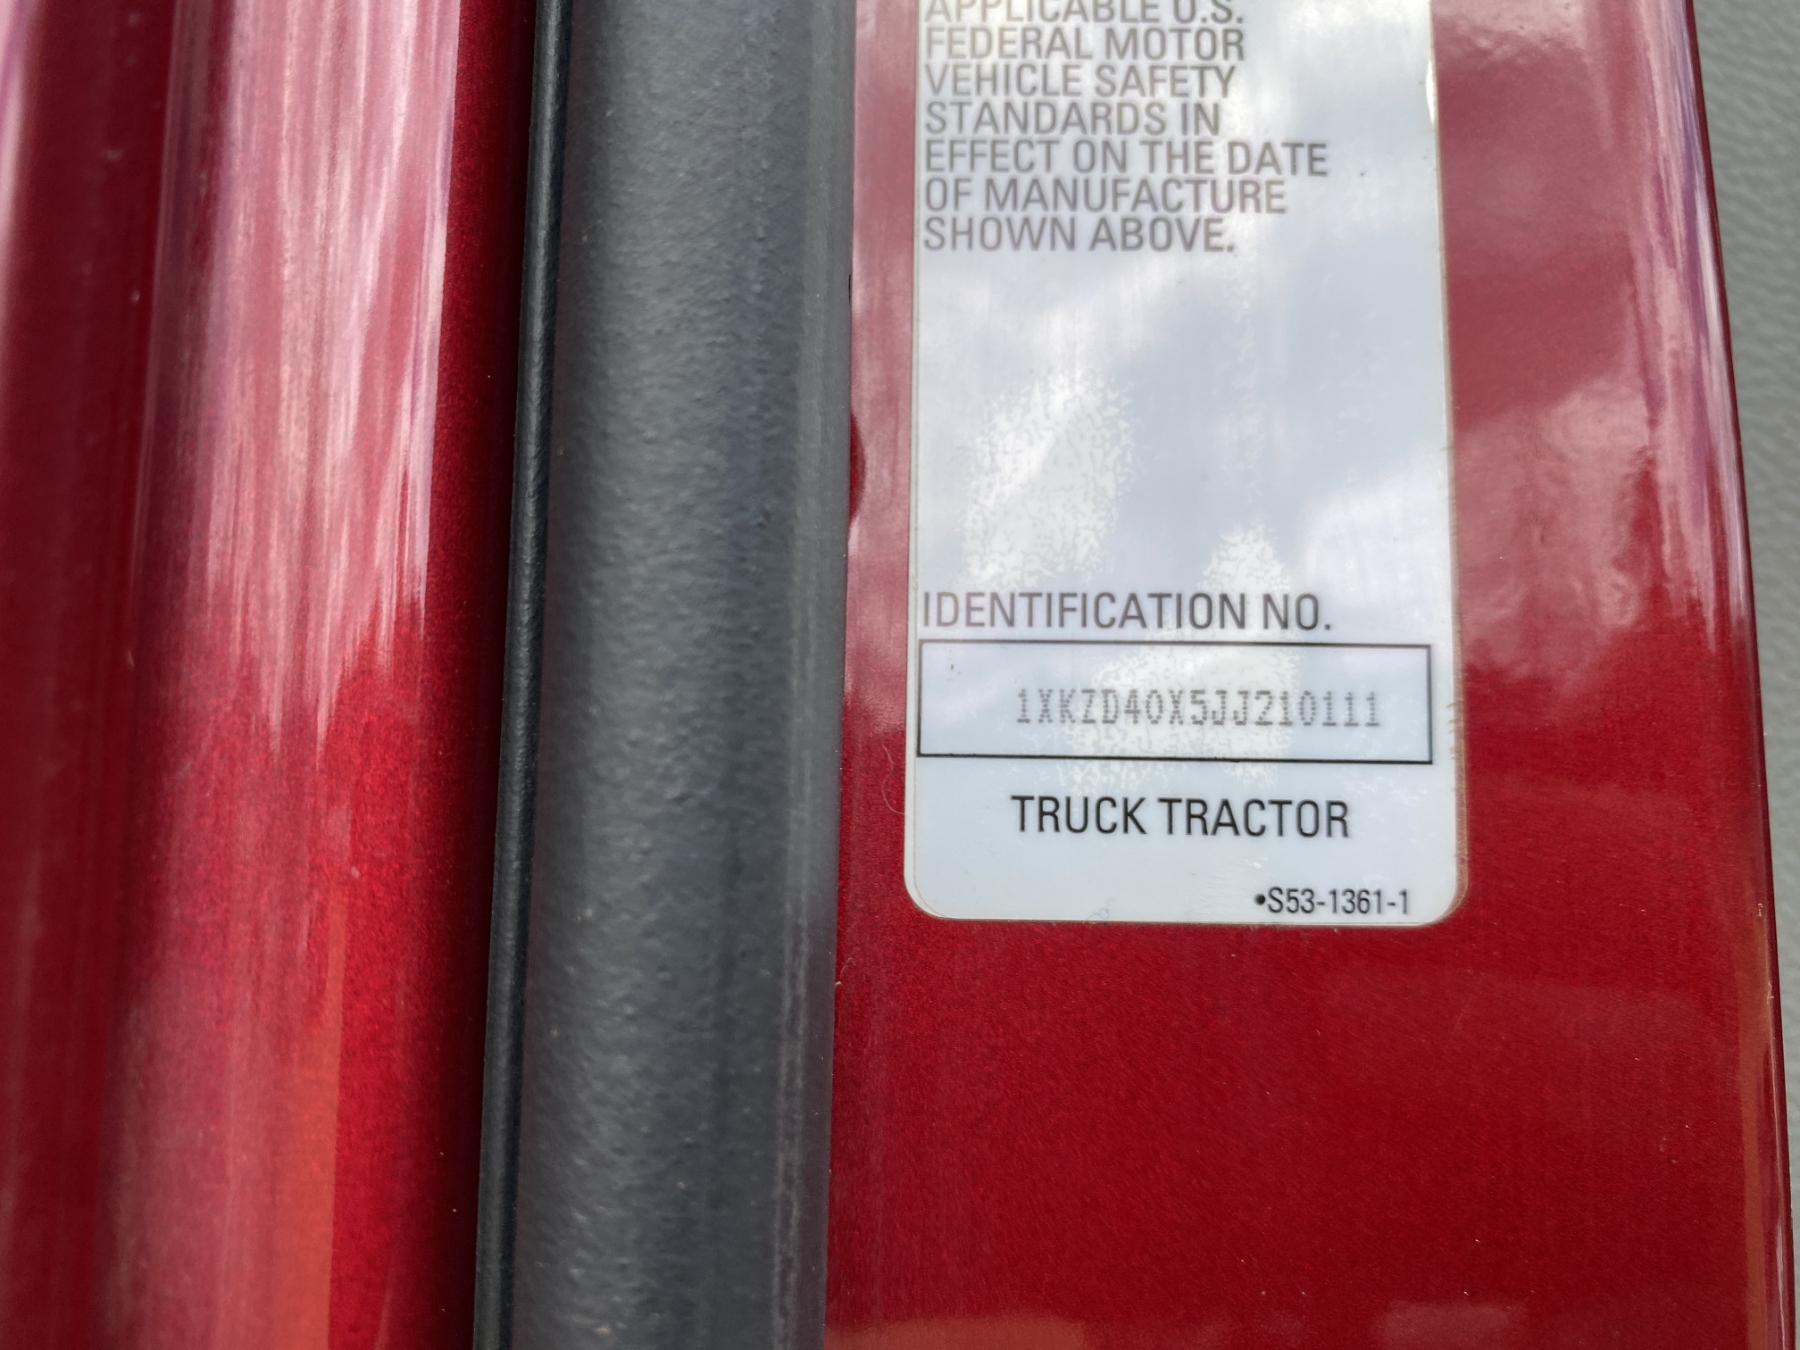 APPLICABLE U.S.
FEDERAL MOTOR
VEHICLE SAFETY
STANDARDS IN
EFFECT ON THE DATE
OF MANUFACTURE
SHOWN ABOVE.
IDENTIFICATION NO.
1XKZD40X5JJ210111
TRUCK TRACTOR
•S53-1361-1